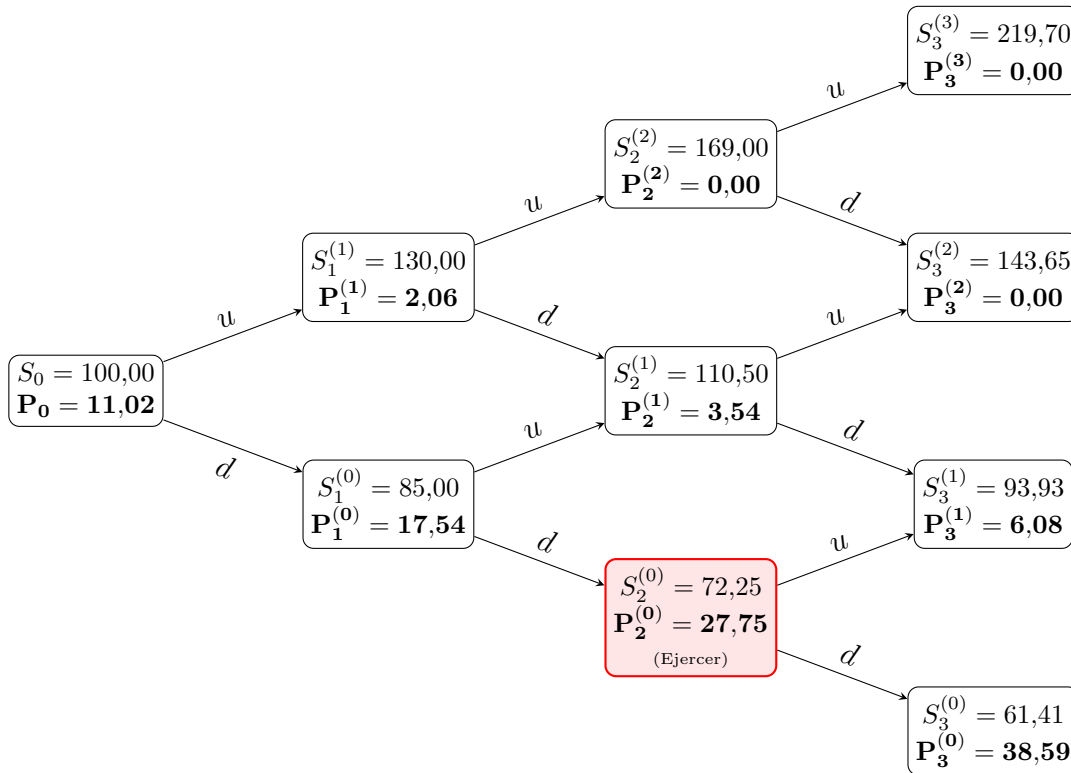 S_3^{(3)} = 219,70
P_3^{(3)} = 0,00
u
S_2^{(2)} = 169,00
P_2^{(2)} = 0,00
u
d
S_1^{(1)} = 130,00
P_1^{(1)} = 2,06
S_3^{(2)} = 143,65
P_3^{(2)} = 0,00
u
d
u
S_0 = 100,00
P_0 = 11,02
S_2^{(1)} = 110,50
P_2^{(1)} = 3,54
d
u
d
S_1^{(0)} = 85,00
P_1^{(0)} = 17,54
S_3^{(1)} = 93,93
P_3^{(1)} = 6,08
d
u
S_2^{(0)} = 72,25
P_2^{(0)} = 27,75
(Ejercer)
d
S_3^{(0)} = 61,41
P_3^{(0)} = 38,59